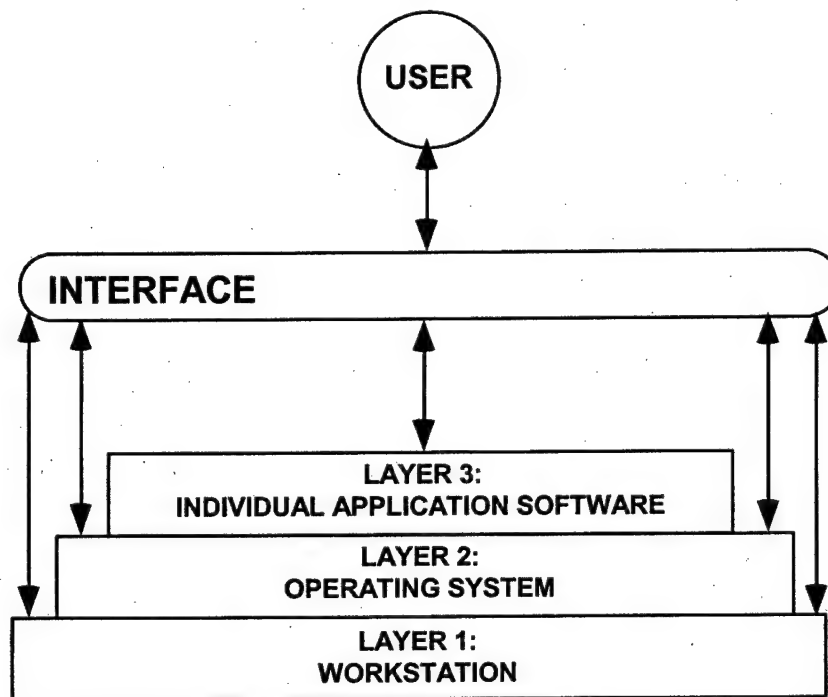 USER
INTERFACE
LAYER 3:
INDIVIDUAL APPLICATION SOFTWARE
LAYER 2:
OPERATING SYSTEM
LAYER 1:
WORKSTATION